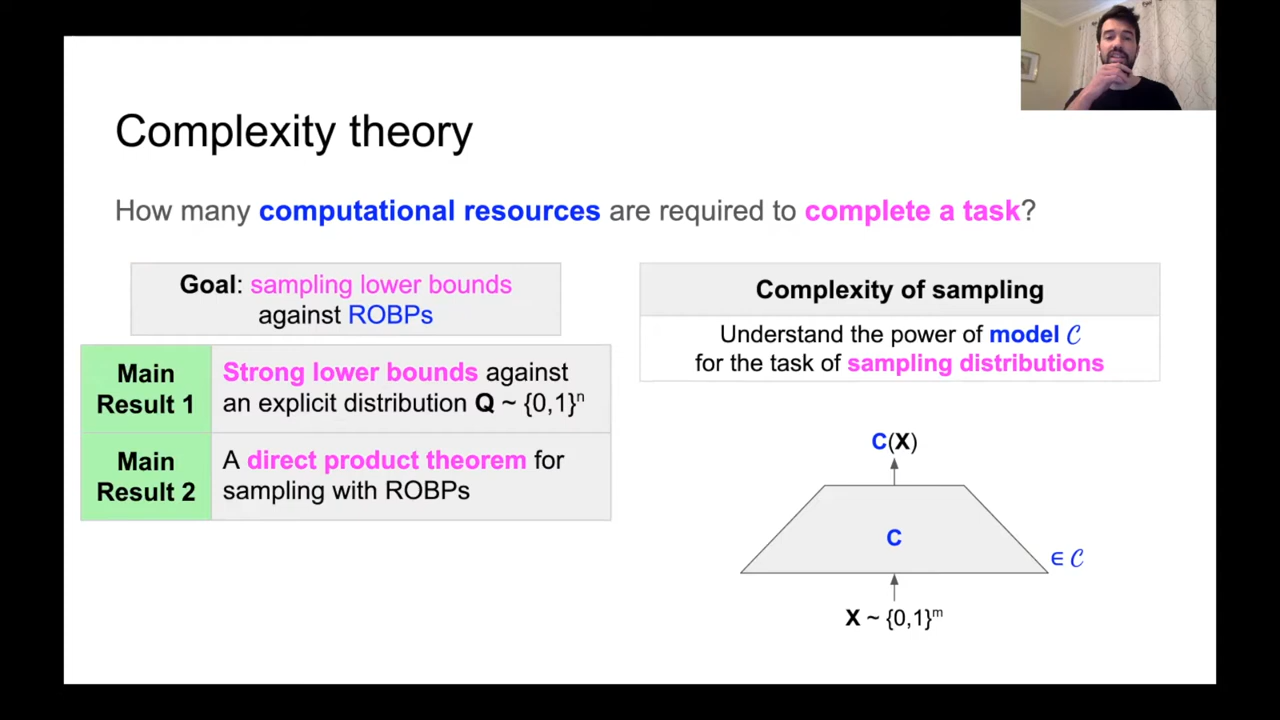 Complexity theory
How many computational resources are required to complete a task?
Goal: sampling lower bounds
against ROBPs
Main
Result 1
Strong lower bounds against
an explicit distribution Q ~ {0,1}ⁿ
Main
Result 2
A direct product theorem for
sampling with ROBPs
Complexity of sampling
Understand the power of model 𝒞
for the task of sampling distributions
C(X)
C
∈ 𝒞
X ~ {0,1}ᵐ